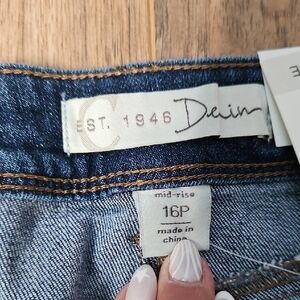 EST. 1946 Denim
mid-rise
16P
made in
china